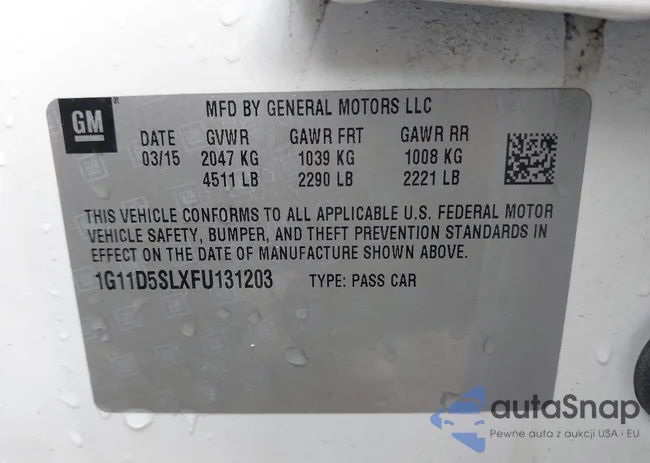 GM
MFD BY GENERAL MOTORS LLC
DATE GVWR GAWR FRT GAWR RR
03/15 2047 KG 1039 KG 1008 KG
4511 LB 2290 LB 2221 LB
THIS VEHICLE CONFORMS TO ALL APPLICABLE U.S. FEDERAL MOTOR
VEHICLE SAFETY, BUMPER, AND THEFT PREVENTION STANDARDS IN
EFFECT ON THE DATE OF MANUFACTURE SHOWN ABOVE.
1G11D5SLXFU131203 TYPE: PASS CAR
autaSnap
Pewne auta z aukcji USA i EU